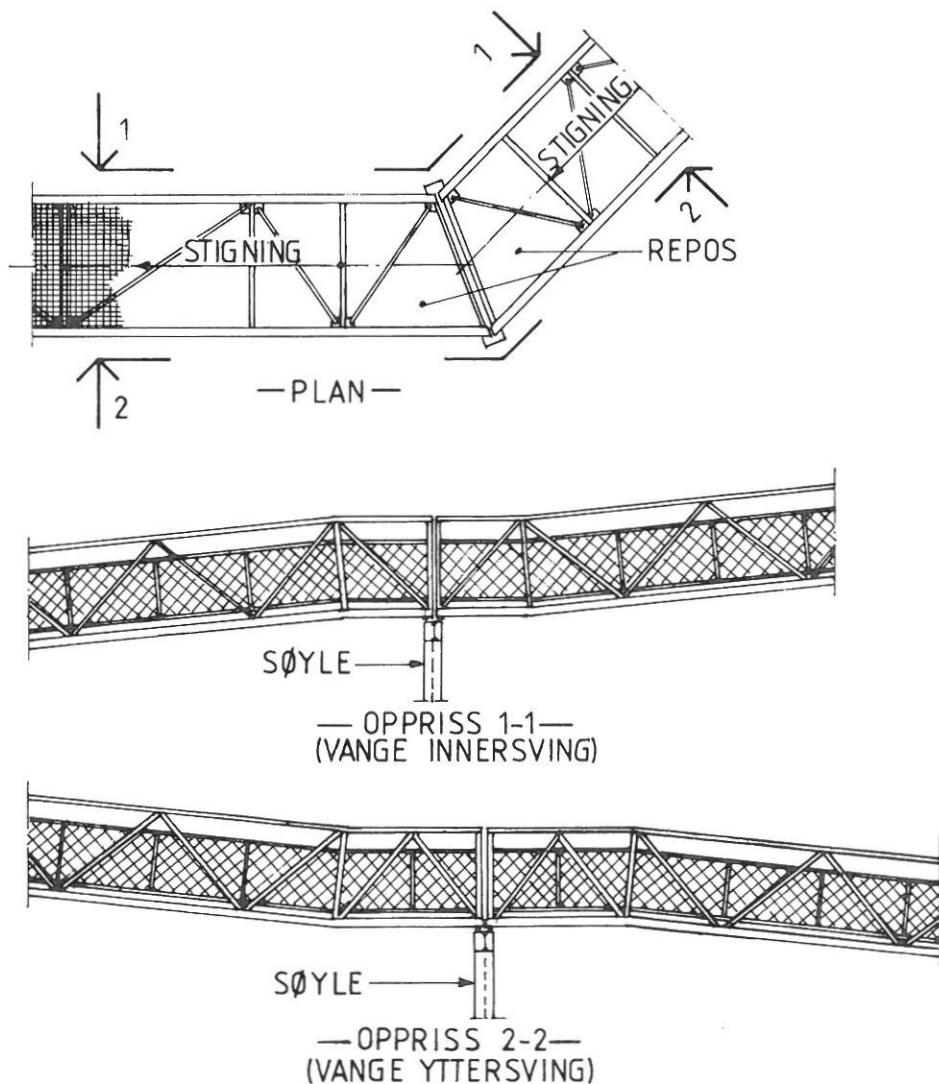 1
1
STIGNING
2
STIGNING
REPOS
2
—PLAN—
SØYLE
—OPPRISS 1-1—
(VANGE INNERSVING)
SØYLE
—OPPRISS 2-2—
(VANGE YTTERSVING)